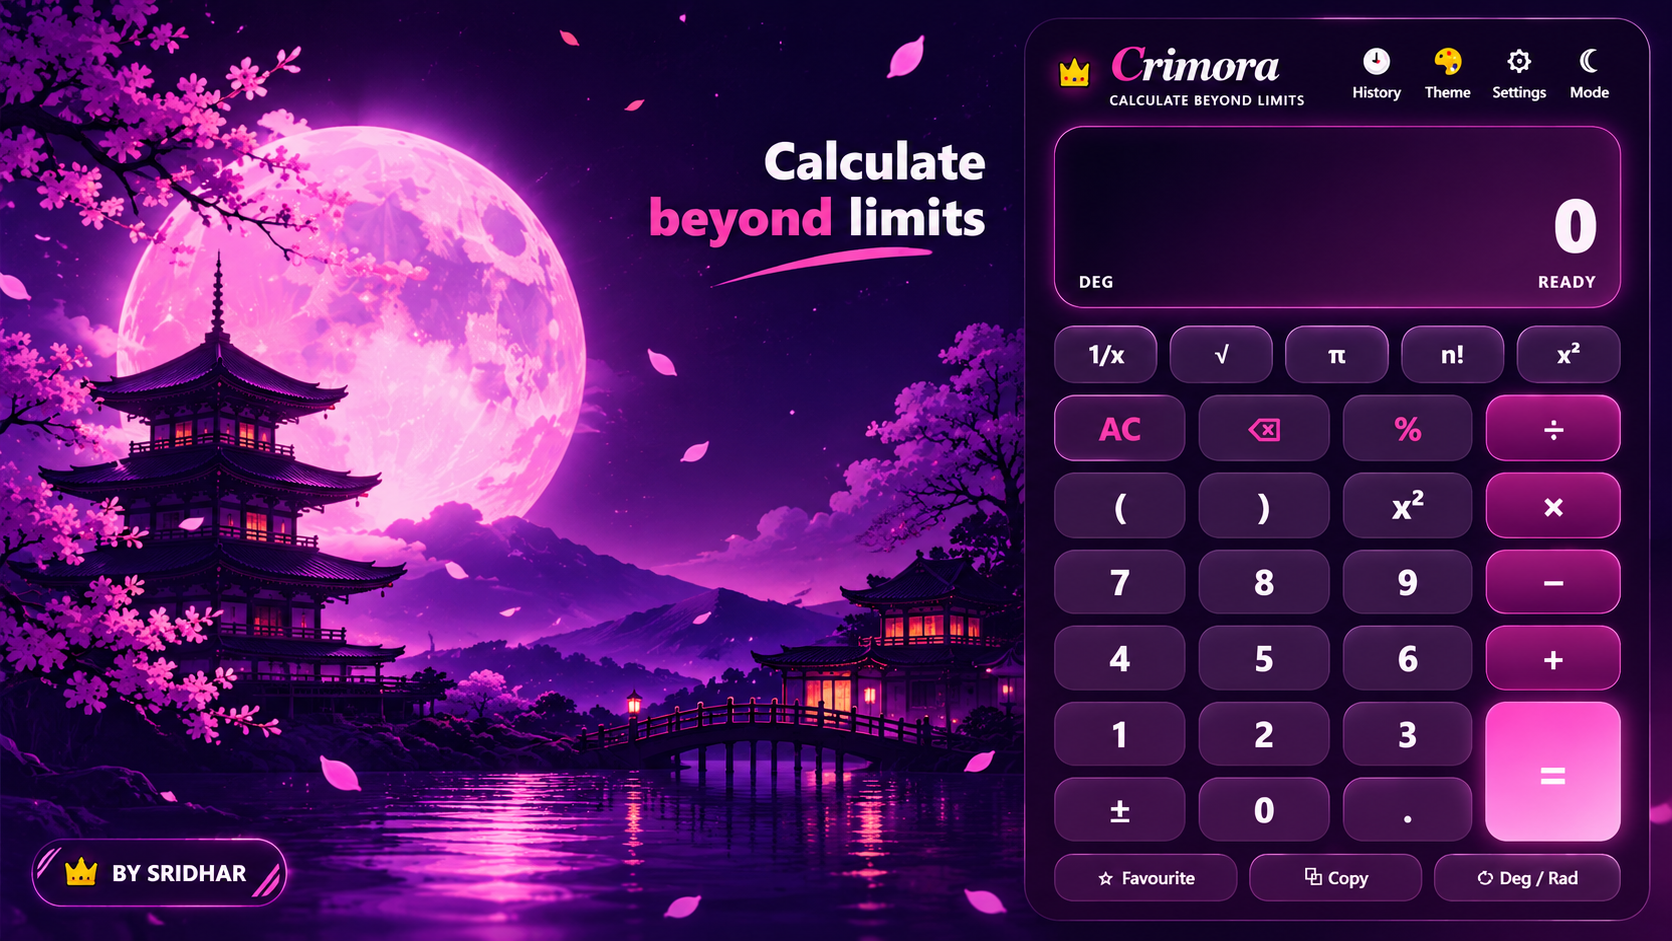 Calculate
beyond limits
BY SRIDHAR
Crimora
CALCULATE BEYOND LIMITS
History Theme Settings Mode
0
DEG READY
1/x √ π n! x²
AC % ÷
( ) x² ×
7 8 9 −
4 5 6 +
1 2 3 =
± 0 .
Favourite Copy Deg / Rad